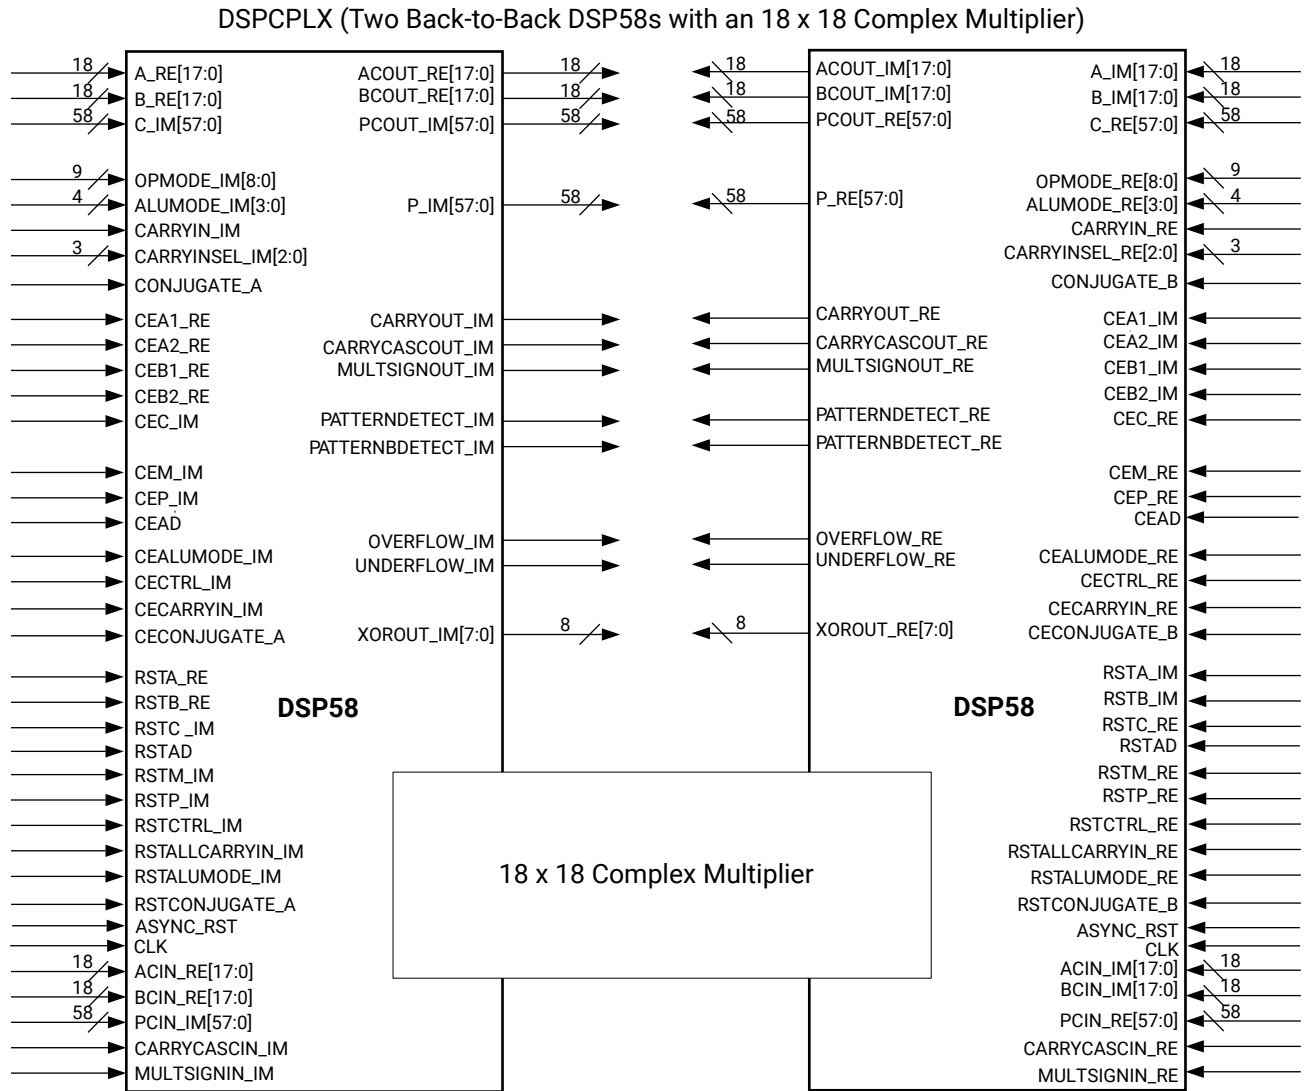 DSPCPLX (Two Back-to-Back DSP58s with an 18 x 18 Complex Multiplier)
18 A_RE[17:0] ACOUT_RE[17:0] 18 18 ACOUT_IM[17:0] A_IM[17:0] 18
18 B_RE[17:0] BCOUT_RE[17:0] 18 18 BCOUT_IM[17:0] B_IM[17:0] 18
58 C_IM[57:0] PCOUT_IM[57:0] 58 58 PCOUT_RE[57:0] C_RE[57:0] 58
9 OPMODE_IM[8:0] OPMODE_RE[8:0] 9
4 ALUMODE_IM[3:0] P_IM[57:0] 58 58 P_RE[57:0] ALUMODE_RE[3:0] 4
CARRYIN_IM CARRYIN_RE
3 CARRYINSEL_IM[2:0] CARRYINSEL_RE[2:0] 3
CONJUGATE_A CONJUGATE_B
CEA1_RE CARRYOUT_IM CARRYOUT_RE CEA1_IM
CEA2_RE CARRYCASCOUT_IM CARRYCASCOUT_RE CEA2_IM
CEB1_RE MULTSIGNOUT_IM MULTSIGNOUT_RE CEB1_IM
CEB2_RE CEB2_IM
CEC_IM PATTERNDETECT_IM PATTERNDETECT_RE CEC_RE
PATTERNBDETECT_IM PATTERNBDETECT_RE
CEM_IM CEM_RE
CEP_IM CEP_RE
CEAD CEAD
OVERFLOW_IM OVERFLOW_RE
CEALUMODE_IM UNDERFLOW_IM UNDERFLOW_RE CEALUMODE_RE
CECTRL_IM CECTRL_RE
CECARRYIN_IM CECARRYIN_RE
CECONJUGATE_A XOROUT_IM[7:0] 8 8 XOROUT_RE[7:0] CECONJUGATE_B
RSTA_RE RSTA_IM
RSTB_RE DSP58 DSP58 RSTB_IM
RSTC _IM RSTC_RE
RSTAD RSTAD
RSTM_IM RSTM_RE
RSTP_IM RSTP_RE
RSTCTRL_IM RSTCTRL_RE
RSTALLCARRYIN_IM RSTALLCARRYIN_RE
18 x 18 Complex Multiplier
RSTALUMODE_IM RSTALUMODE_RE
RSTCONJUGATE_A RSTCONJUGATE_B
ASYNC_RST ASYNC_RST
CLK CLK
18 ACIN_RE[17:0] ACIN_IM[17:0] 18
18 BCIN_RE[17:0] BCIN_IM[17:0] 18
58 PCIN_IM[57:0] PCIN_RE[57:0] 58
CARRYCASCIN_IM CARRYCASCIN_RE
MULTSIGNIN_IM MULTSIGNIN_RE